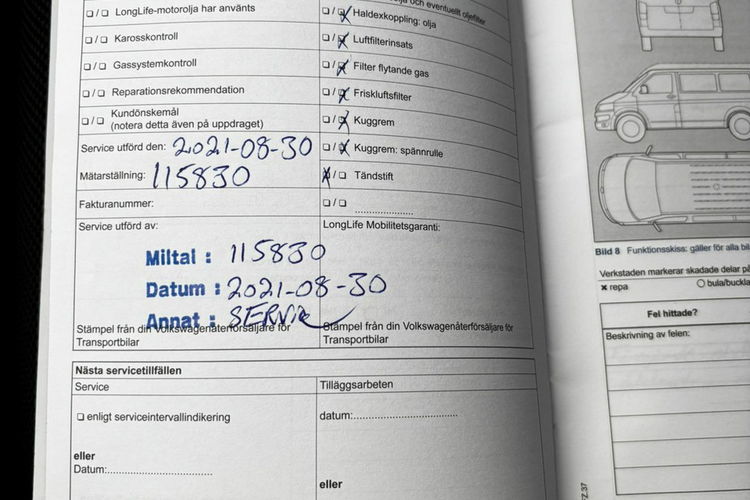 och eventuellt oljefilter
☐ / ☐ LongLife-motorolja har använts
☐ / ☒ Haldexkoppling: olja
☐ / ☐ Karosskontroll
☐ / ☒ Luftfilterinsats
☐ / ☐ Gassystemkontroll
☐ / ☒ Filter flytande gas
☐ / ☐ Reparationsrekommendation
☐ / ☒ Friskluftsfilter
☐ / ☐ Kundönskemål
(notera detta även på uppdraget)
☐ / ☒ Kuggrem
Service utförd den: 2021-08-30
☐ / ☒ Kuggrem: spännrulle
Mätarställning: 115830
☒ / ☐ Tändstift
Fakturanummer:
☐ / ☐ ....................
Service utförd av:
LongLife Mobilitetsgaranti:
Miltal : 115830
Datum : 2021-08-30
Annat : SERVICE
Stämpel från din Volkswagenåterförsäljare för
Transportbilar
Stämpel från din Volkswagenåterförsäljare för
Transportbilar
Nästa servicetillfällen
Service
Tilläggsarbeten
☐ enligt serviceintervallindikering
datum:....................
eller
Datum:....................
eller
Bild 8 Funktionsskiss: gäller för alla
Verkstaden markerar skadade delar på
× repa
○ bula/buckla
Fel hittade?
Beskrivning av felen: